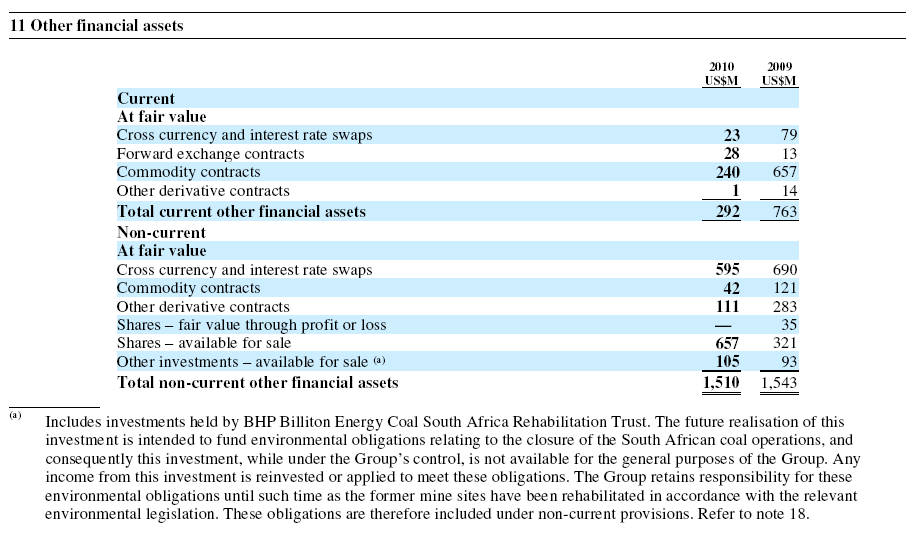 11 Other financial assets
2010 2009
US$M US$M
Current
At fair value
Cross currency and interest rate swaps 23 79
Forward exchange contracts 28 13
Commodity contracts 240 657
Other derivative contracts 1 14
Total current other financial assets 292 763
Non-current
At fair value
Cross currency and interest rate swaps 595 690
Commodity contracts 42 121
Other derivative contracts 111 283
Shares – fair value through profit or loss — 35
Shares – available for sale 657 321
Other investments – available for sale (a) 105 93
Total non-current other financial assets 1,510 1,543
(a) Includes investments held by BHP Billiton Energy Coal South Africa Rehabilitation Trust. The future realisation of this
investment is intended to fund environmental obligations relating to the closure of the South African coal operations, and
consequently this investment, while under the Group’s control, is not available for the general purposes of the Group. Any
income from this investment is reinvested or applied to meet these obligations. The Group retains responsibility for these
environmental obligations until such time as the former mine sites have been rehabilitated in accordance with the relevant
environmental legislation. These obligations are therefore included under non-current provisions. Refer to note 18.